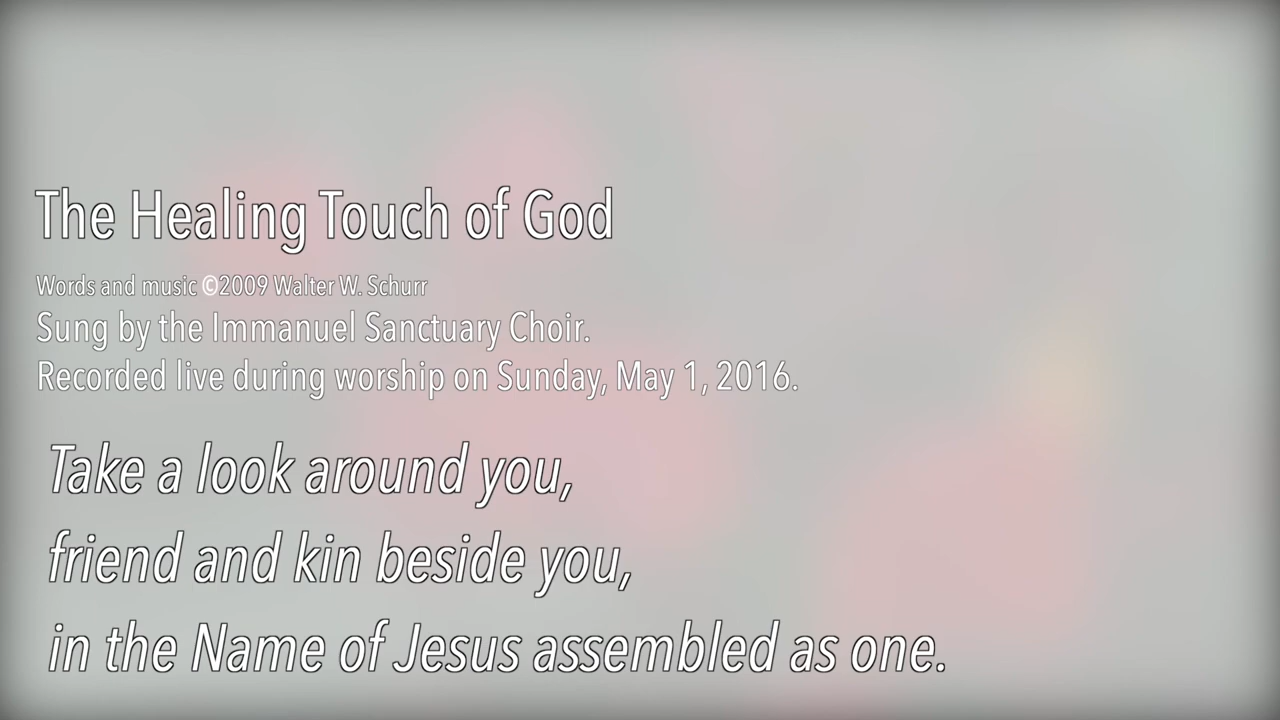 The Healing Touch of God
Words and music ©2009 Walter W. Schurr
Sung by the Immanuel Sanctuary Choir.
Recorded live during worship on Sunday, May 1, 2016.
Take a look around you,
friend and kin beside you,
in the Name of Jesus assembled as one.